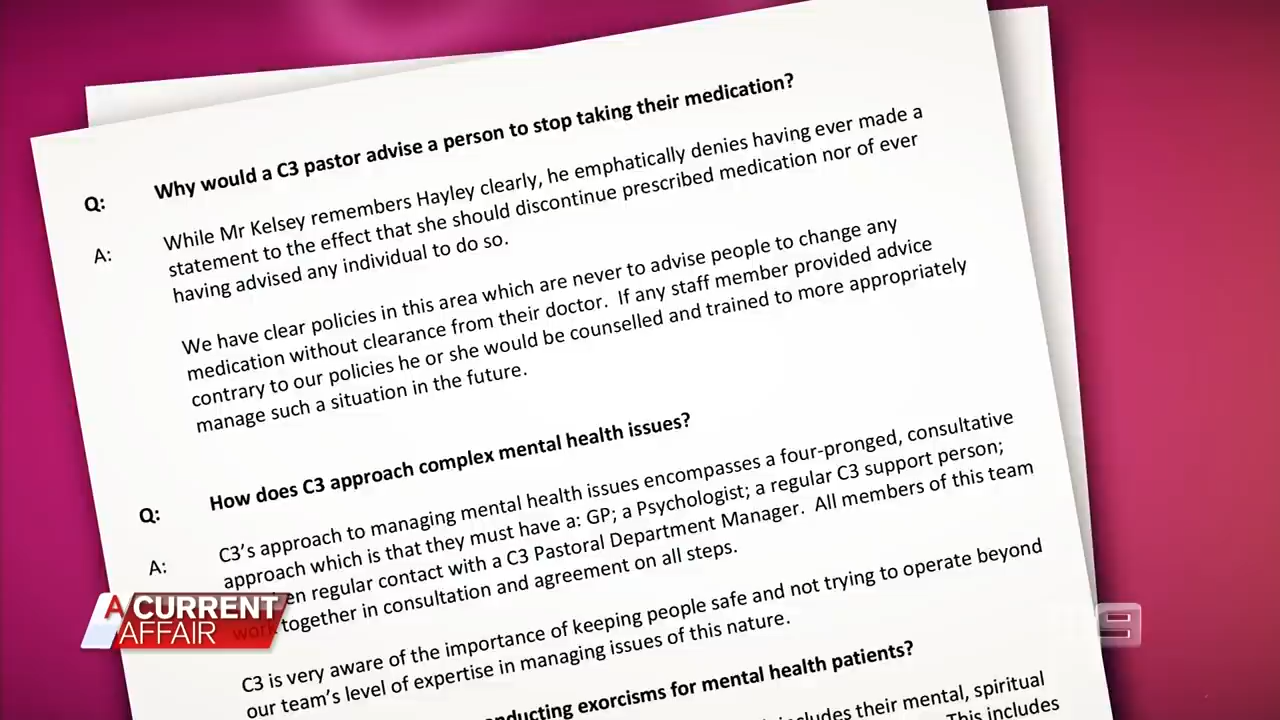 Q: Why would a C3 pastor advise a person to stop taking their medication?
A: While Mr Kelsey remembers Hayley clearly, he emphatically denies having ever made a
statement to the effect that she should discontinue prescribed medication nor of ever
having advised any individual to do so.
We have clear policies in this area which are never to advise people to change any
medication without clearance from their doctor. If any staff member provided advice
contrary to our policies he or she would be counselled and trained to more appropriately
manage such a situation in the future.
Q: How does C3 approach complex mental health issues?
A: C3's approach to managing mental health issues encompasses a four-pronged, consultative
approach which is that they must have a: GP; a Psychologist; a regular C3 support person;
regular contact with a C3 Pastoral Department Manager. All members of this team
work together in consultation and agreement on all steps.
C3 is very aware of the importance of keeping people safe and not trying to operate beyond
our team's level of expertise in managing issues of this nature.
exorcisms for mental health patients?
includes their mental, spiritual
This includes
A CURRENT
AFFAIR
9